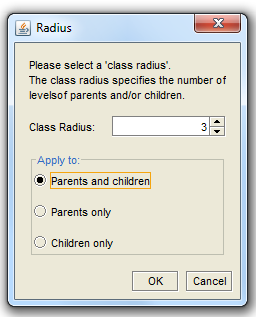 Radius
Please select a 'class radius'.
The class radius specifies the number of
levelsof parents and/or children.
Class Radius: 3
Apply to:
Parents and children
Parents only
Children only
OK Cancel